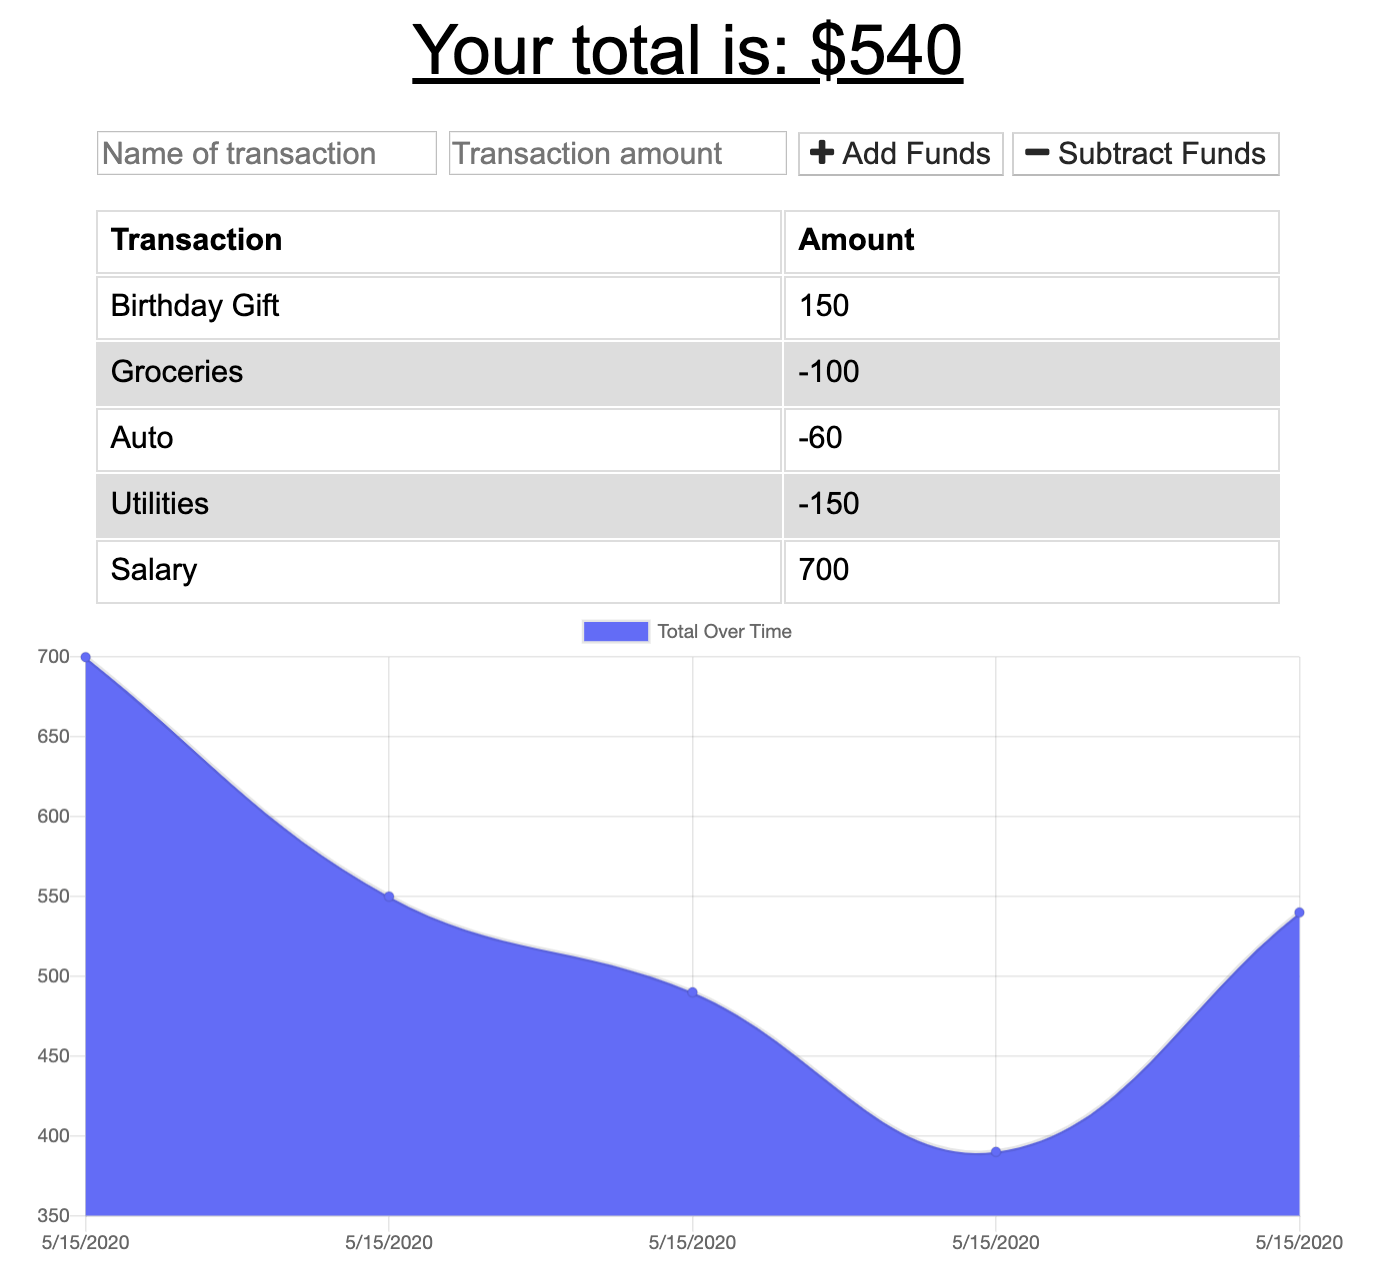 Your total is: $540
Name of transaction Transaction amount + Add Funds − Subtract Funds
Transaction Amount
Birthday Gift 150
Groceries -100
Auto -60
Utilities -150
Salary 700
Total Over Time
700
650
600
550
500
450
400
350
5/15/2020 5/15/2020 5/15/2020 5/15/2020 5/15/2020